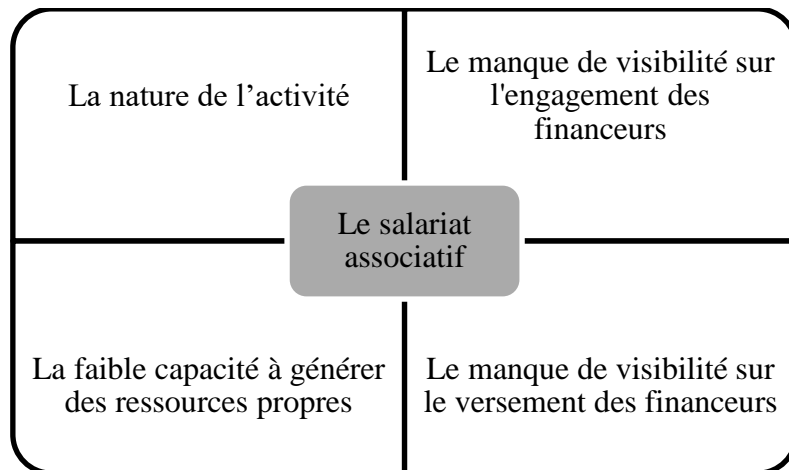 La nature de l’activité
Le manque de visibilité sur
l'engagement des
financeurs
Le salariat
associatif
La faible capacité à générer
des ressources propres
Le manque de visibilité sur
le versement des financeurs